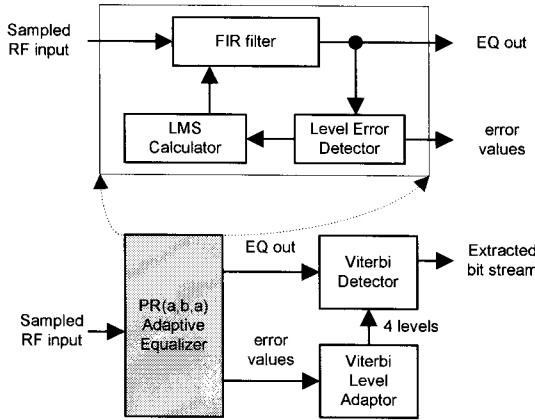 Sampled
RF input
FIR filter
EQ out
LMS
Calculator
Level Error
Detector
error
values
EQ out
Viterbi
Detector
Extracted
bit stream
PR(a,b,a)
Adaptive
Equalizer
Sampled
RF input
4 levels
error
values
Viterbi
Level
Adaptor